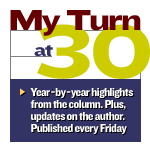 My Turn
at 30
Year-by-year highlights
from the column. Plus,
updates on the author.
Published every Friday